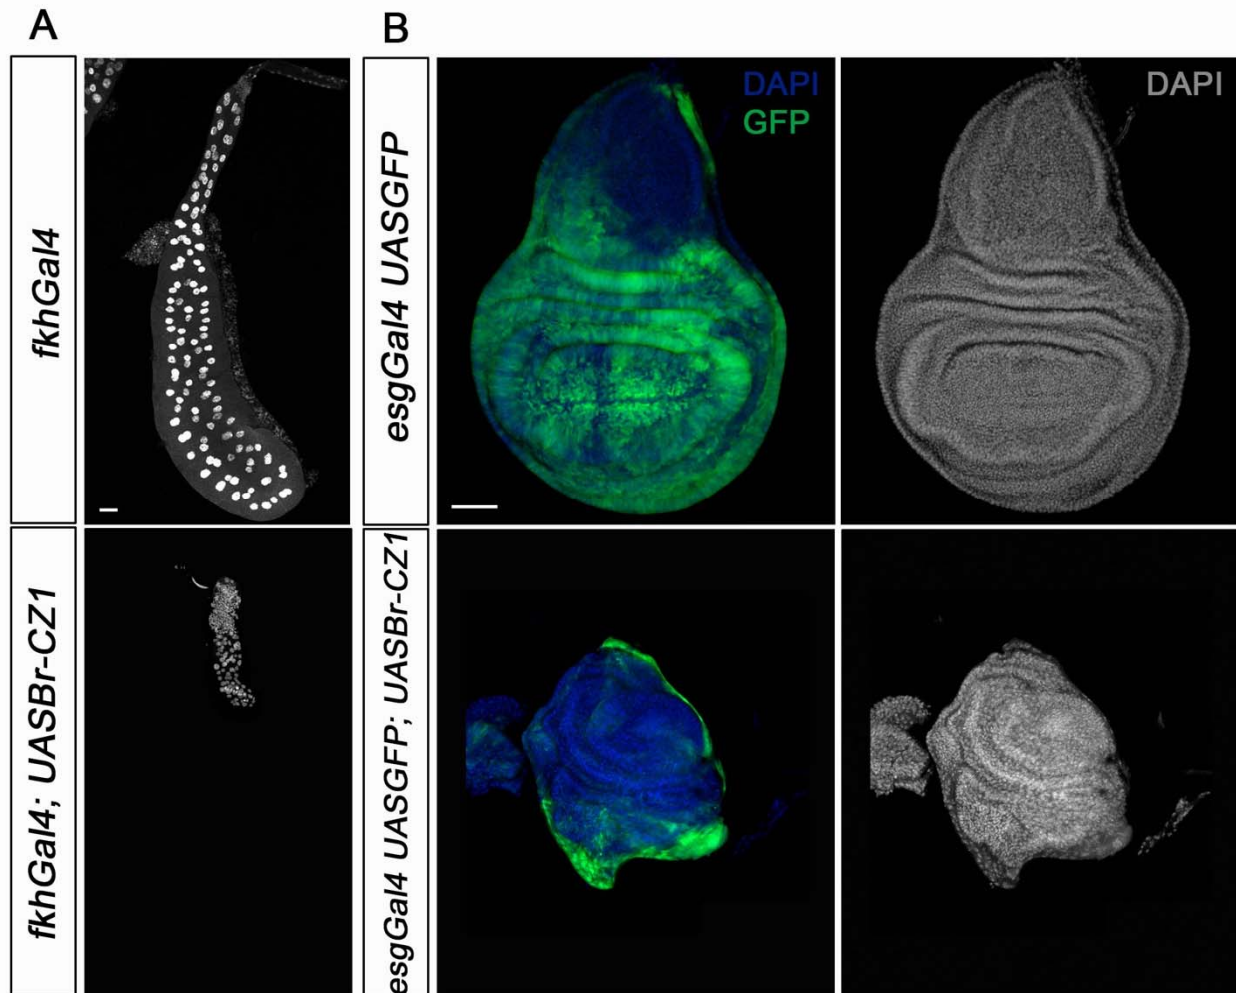 A
B
fkhGal4
esgGal4 UASGFP
DAPI
GFP
DAPI
fkhGal4; UASBr-CZ1
esgGal4 UASGFP; UASBr-CZ1